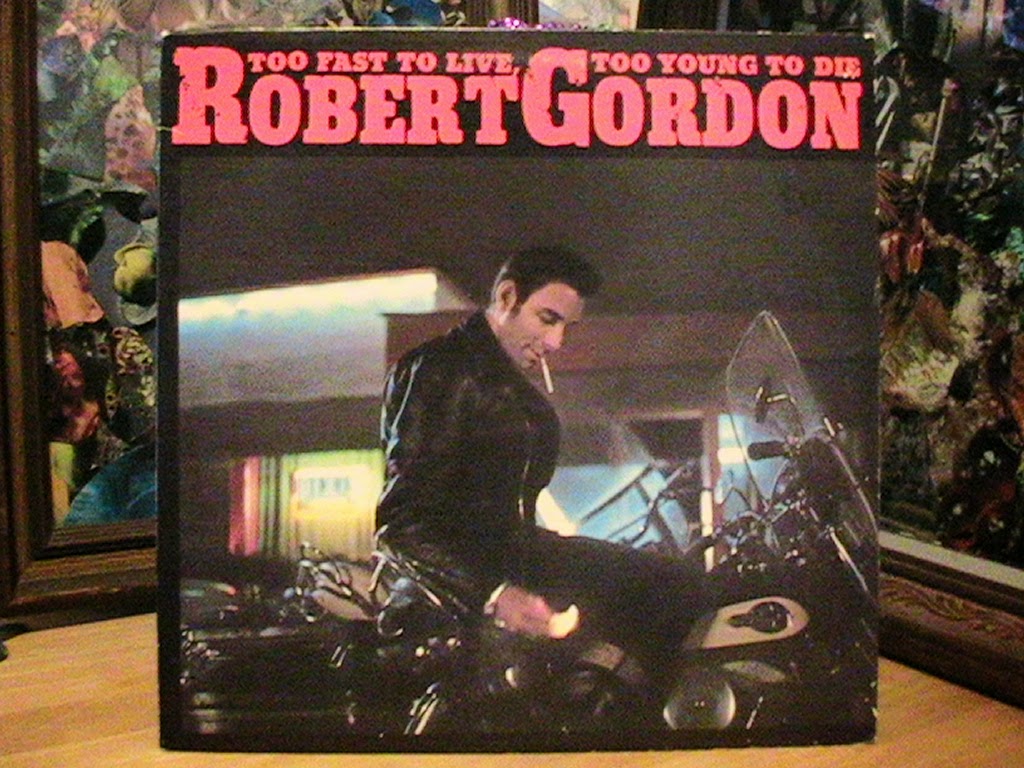 TOO FAST TO LIVE TOO YOUNG TO DIE
ROBERT GORDON